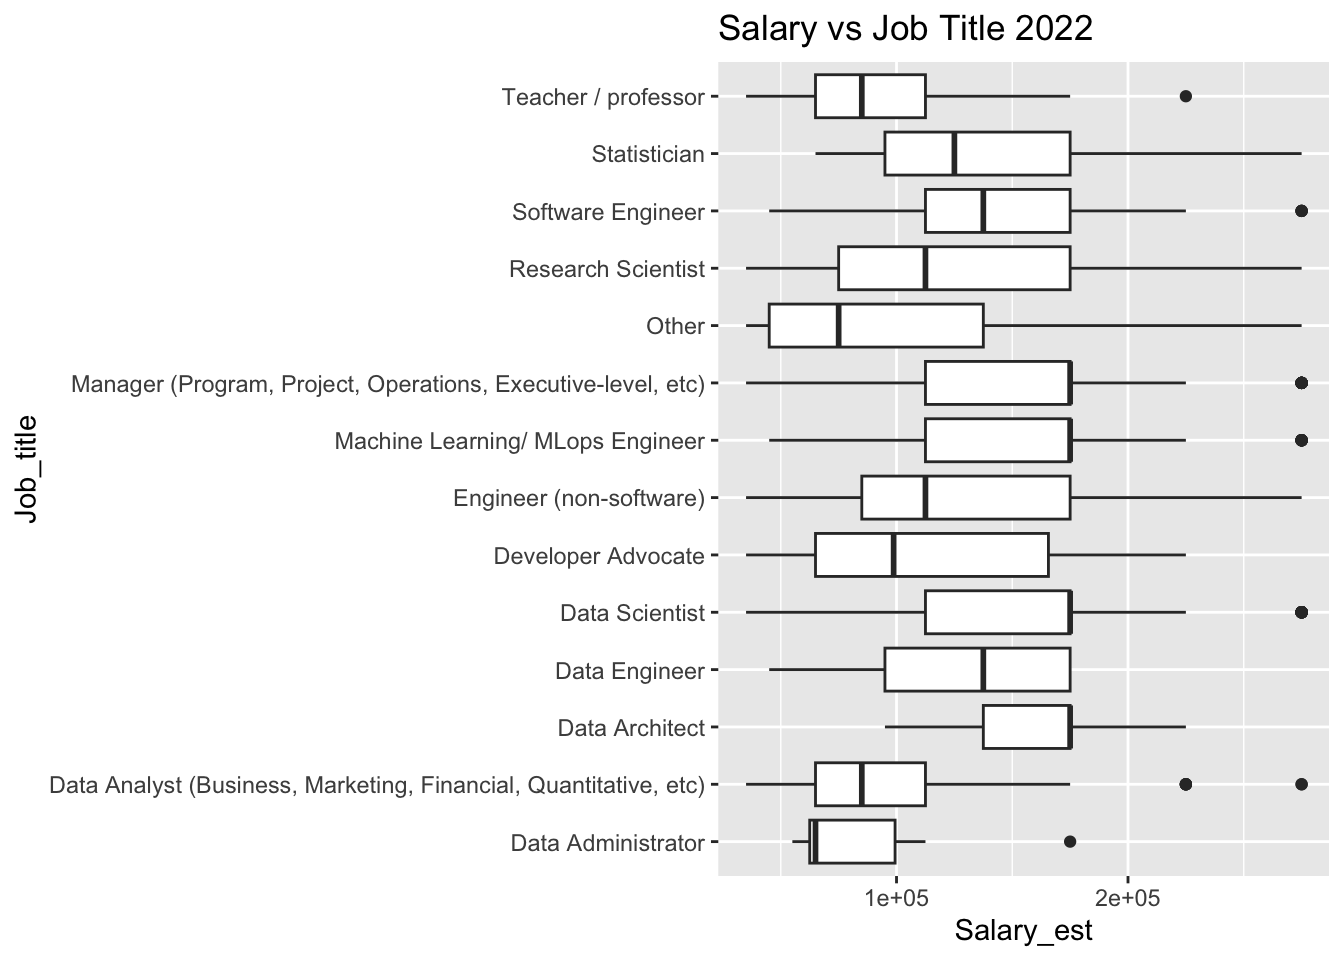 Salary vs Job Title 2022
Job_title
Teacher / professor
Statistician
Software Engineer
Research Scientist
Other
Manager (Program, Project, Operations, Executive-level, etc)
Machine Learning/ MLops Engineer
Engineer (non-software)
Developer Advocate
Data Scientist
Data Engineer
Data Architect
Data Analyst (Business, Marketing, Financial, Quantitative, etc)
Data Administrator
1e+05 2e+05
Salary_est